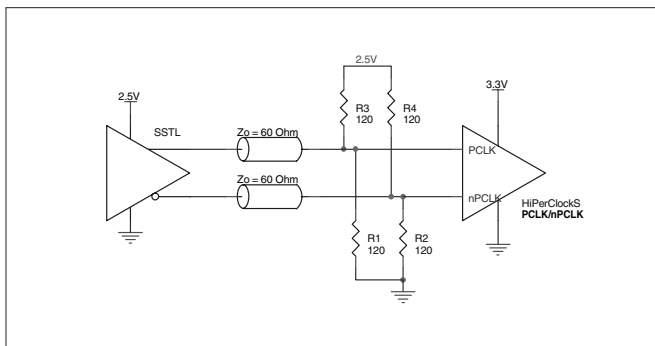 2.5V
3.3V
2.5V
R3
120
R4
120
SSTL
Zo = 60 Ohm
PCLK
Zo = 60 Ohm
nPCLK
HiPerClockS
PCLK/nPCLK
R1
120
R2
120